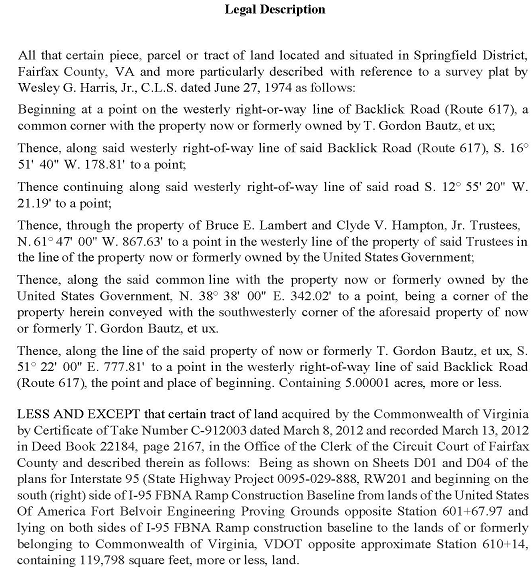 Legal Description
All that certain piece, parcel or tract of land located and situated in Springfield District,
Fairfax County, VA and more particularly described with reference to a survey plat by
Wesley G. Harris, Jr., C.L.S. dated June 27, 1974 as follows:
Beginning at a point on the westerly right-or-way line of Backlick Road (Route 617), a
common corner with the property now or formerly owned by T. Gordon Bautz, et ux;
Thence, along said westerly right-of-way line of said Backlick Road (Route 617), S. 16°
51' 40" W. 178.81' to a point;
Thence continuing along said westerly right-of-way line of said road S. 12° 55' 20" W.
21.19' to a point;
Thence, through the property of Bruce E. Lambert and Clyde V. Hampton, Jr. Trustees,
N. 61° 47' 00" W. 867.63' to a point in the westerly line of the property of said Trustees in
the line of the property now or formerly owned by the United States Government;
Thence, along the said common line with the property now or formerly owned by the
United States Government, N. 38° 38' 00" E. 342.02' to a point, being a corner of the
property herein conveyed with the southwesterly corner of the aforesaid property of now
or formerly T. Gordon Bautz, et ux.
Thence, along the line of the said property of now or formerly T. Gordon Bautz, et ux, S.
51° 22' 00" E. 777.81' to a point in the westerly right-of-way line of said Backlick Road
(Route 617), the point and place of beginning. Containing 5.00001 acres, more or less.
LESS AND EXCEPT that certain tract of land acquired by the Commonwealth of Virginia
by Certificate of Take Number C-912003 dated March 8, 2012 and recorded March 13, 2012
in Deed Book 22184, page 2167, in the Office of the Clerk of the Circuit Court of Fairfax
County and described therein as follows: Being as shown on Sheets D01 and D04 of the
plans for Interstate 95 (State Highway Project 0095-029-888, RW201 and beginning on the
south (right) side of I-95 FBNA Ramp Construction Baseline from lands of the United States
Of America Fort Belvoir Engineering Proving Grounds opposite Station 601+67.97 and
lying on both sides of I-95 FBNA Ramp construction baseline to the lands of or formerly
belonging to Commonwealth of Virginia, VDOT opposite approximate Station 610+14,
containing 119,798 square feet, more or less, land.